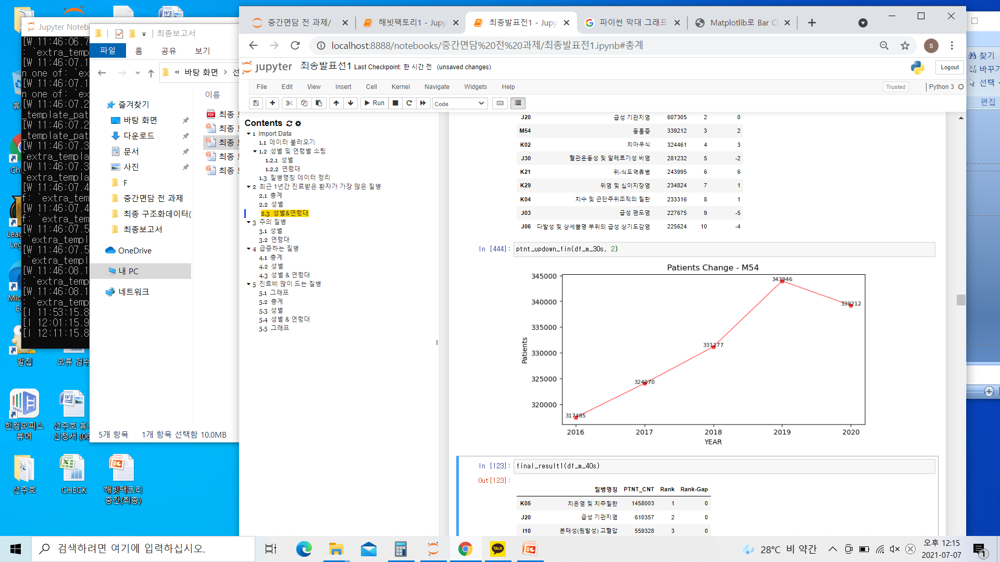 Jupyter Noteb
[W 11:46:06.7
: `extra_temp
[W 11:46:07.1
n one of: `ex
[W 11:46:07.1
n one of: `ex
[W 11:46:07.2
_template_pat
[W 11:46:07.2
_template_pat
[W 11:46:07.3
`extra_templa
[W 11:46:07.3
`extra_templa
[W 11:46:07.4
f: `extra_tem
[W 11:46:07.4
f: `extra_tem
[W 11:46:07.5
`extra_templ
[W 11:46:07.5
`extra_templ
[W 11:46:08.1
: `extra_temp
[W 11:46:08.1
: `extra_temp
[I 11:53:15.8
[I 12:01:15.9
[I 12:11:15.8
최종보고서
파일 홈 공유 보기
« 바탕 화면 › 선
이름
즐겨찾기
바탕 화면
다운로드
문서
사진
F
중간면담 전 과제
최종 구조화데이터(
최종보고서
OneDrive
내 PC
네트워크
최종
최종
최종
최종
최종
5개 항목 1개 항목 선택함 10.0MB
알집
오류 검수
한컴오피스 뷰어
선주호 휴가
신청서 (06
선주호
CHECK
해빗팩토리
중간(최종)
중간면담 전 과제/
해빗팩토리1 - Jupy
최종발표전1 - Jupy
파이썬 막대 그래프
Matplotlib로 Bar C
localhost:8888/notebooks/중간면담%20전%20과제/최종발표전1.ipynb#총계
s
jupyter 최종발표전1 Last Checkpoint: 한 시간 전 (unsaved changes)
Logout
File Edit View Insert Cell Kernel Navigate Widgets Help
Trusted Python 3
Run Code
Contents
1 Import Data
1.1 데이터 불러오기
1.2 성별 및 연령별 소팅
1.2.1 성별
1.2.2 연령대
1.3 질병명칭 데이터 정리
2 최근 1년간 진료받은 환자가 가장 많은 질병
2.1 총계
2.2 성별
2.3 성별&연령대
3 주의 질병
3.1 성별
3.2 연령대
4 급증하는 질병
4.1 총계
4.2 성별
4.3 성별 & 연령대
5 진료비 많이 드는 질병
5.1 그래프
5.2 총계
5.3 성별
5.4 성별 & 연령대
5.5 그래프
J20 급성 기관지염 607305 2 0
M54 등통증 339212 3 2
K02 치아우식 324461 4 3
J30 혈관운동성 및 알레르기성 비염 281232 5 -2
K21 위-식도역류병 243995 6 6
K29 위염 및 십이지장염 234824 7 1
K04 치수 및 근단주위조직의 질환 233316 8 1
J03 급성 편도염 227675 9 -5
J06 다발성 및 상세불명 부위의 급성 상기도감염 225624 10 -4
In [444]: ptnt_updown_fin(df_m_30s, 2)
Patients Change - M54
345000
340000
335000
330000
325000
320000
Patients
317485
324070
331177
343946
339212
2016 2017 2018 2019 2020
YEAR
In [123]: final_result1(df_m_40s)
Out[123]:
질병명칭 PTNT_CNT Rank Rank-Gap
K05 치은염 및 치주질환 1458003 1 0
J20 급성 기관지염 610357 2 0
I10 본태성(원발성) 고혈압 559328 3 0
찾기
바꾸기
선택
편집
검색하려면 여기에 입력하십시오.
TALK
28°C 비 약간
오후 12:15
2021-07-07
1